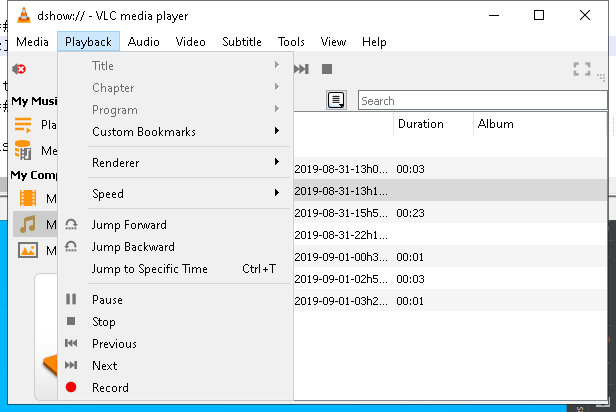 dshow:// - VLC media player
Media Playback Audio Video Subtitle Tools View Help
Title
Chapter
Program
Custom Bookmarks
Renderer
Speed
Jump Forward
Jump Backward
Jump to Specific Time Ctrl+T
Pause
Stop
Previous
Next
Record
My Music
My Comp
Search
Duration Album
2019-08-31-13h0... 00:03
2019-08-31-13h1...
2019-08-31-15h5... 00:23
2019-08-31-22h1...
2019-09-01-00h3... 00:01
2019-09-01-02h5... 00:03
2019-09-01-03h2... 00:01